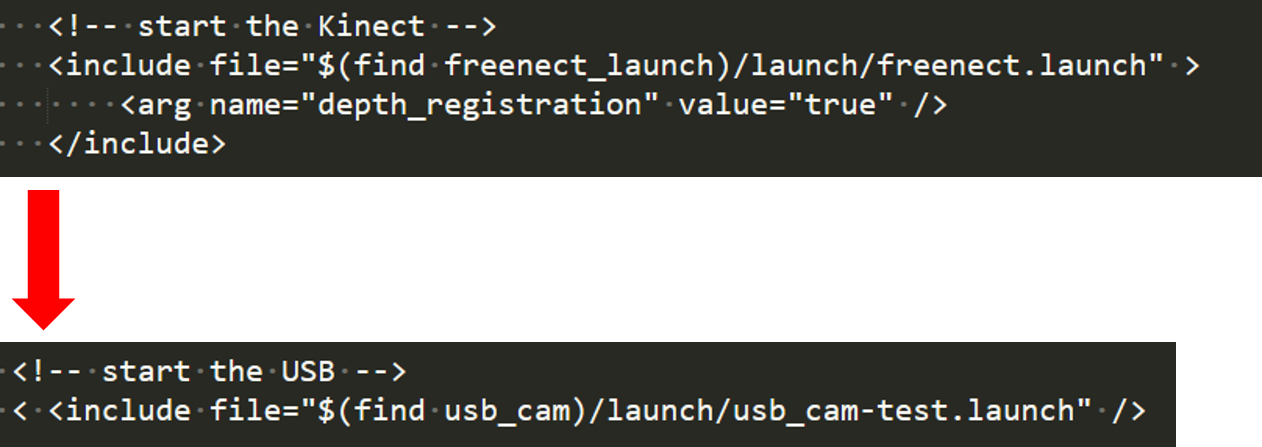 <!-- start the Kinect -->
<include file="$(find freenect_launch)/launch/freenect.launch" >
<arg name="depth_registration" value="true" />
</include>
<!-- start the USB -->
< <include file="$(find usb_cam)/launch/usb_cam-test.launch" />